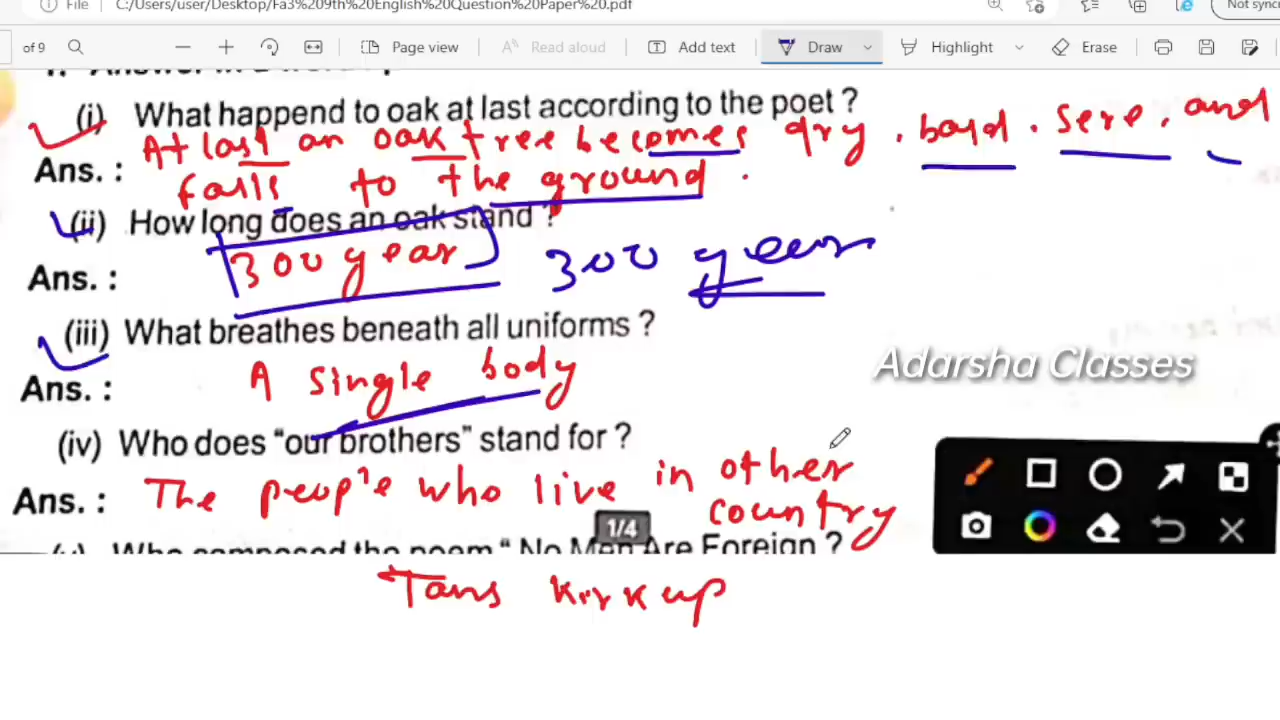 File C:/Users/user/Desktop/Fa3%209th%20English%20Question%20Paper%20.pdf Not sync
of 9 Page view Read aloud Add text Draw Highlight Erase
(i) What happend to oak at last according to the poet ?
Ans. : At last an oak tree becomes dry , bald . sere , and
falls to the ground .
(ii) How long does an oak stand ?
Ans. : 300 year 300 year
(iii) What breathes beneath all uniforms ?
Ans. : A single body
Adarsha Classes
(iv) Who does "our brothers" stand for ?
Ans. : The people who live in other
country
1/4
Who composed the poem " No Men Are Foreign ?
Kirkup